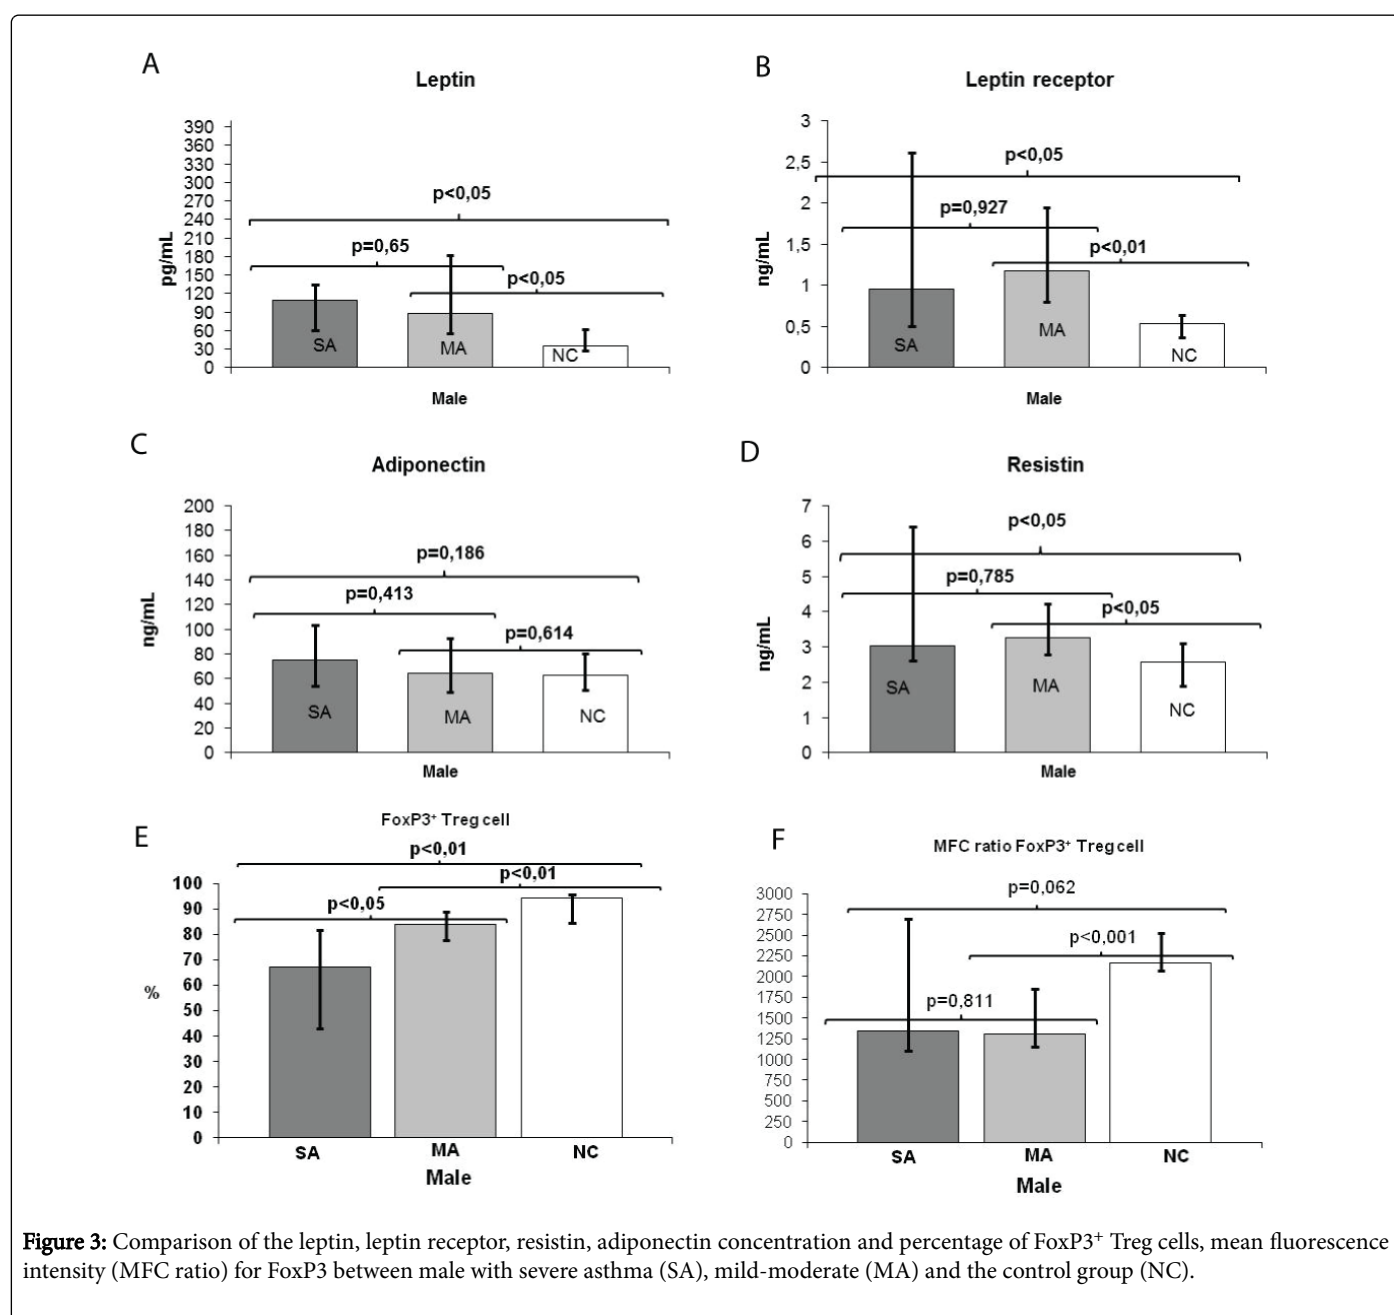 A
Leptin
390
360
330
300
270
240
210
180
150
120
90
60
30
0
pg/mL
p<0,05
p=0,65
p<0,05
SA
MA
NC
Male
B
Leptin receptor
3
2,5
2
1,5
1
0,5
0
ng/mL
p<0,05
p=0,927
p<0,01
SA
MA
NC
Male
C
Adiponectin
200
180
160
140
120
100
80
60
40
20
0
ng/mL
p=0,186
p=0,413
p=0,614
SA
MA
NC
Male
D
Resistin
7
6
5
4
3
2
1
0
ng/mL
p<0,05
p=0,785
p<0,05
SA
MA
NC
Male
E
FoxP3⁺ Treg cell
p<0,01
p<0,01
p<0,05
100
90
80
70
60
50
40
30
20
10
0
%
SA
MA
NC
Male
F
MFC ratio FoxP3⁺ Treg cell
3000
2750
2500
2250
2000
1750
1500
1250
1000
750
500
250
0
p=0,062
p<0,001
p=0,811
SA
MA
NC
Male
Figure 3: Comparison of the leptin, leptin receptor, resistin, adiponectin concentration and percentage of FoxP3⁺ Treg cells, mean fluorescence
intensity (MFC ratio) for FoxP3 between male with severe asthma (SA), mild-moderate (MA) and the control group (NC).